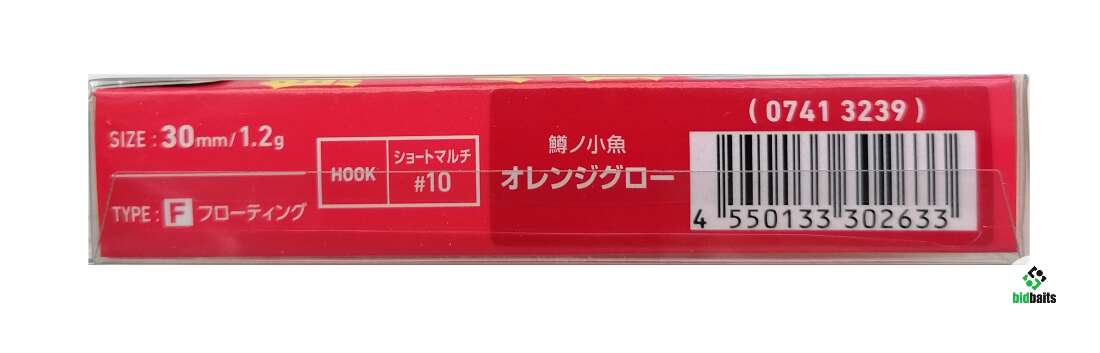 SIZE : 30mm/1.2g
TYPE : F フローティング
HOOK
ショートマルチ
#10
鱒ノ小魚
オレンジグロー
( 0741 3239 )
4 550133 302633
bidbaits